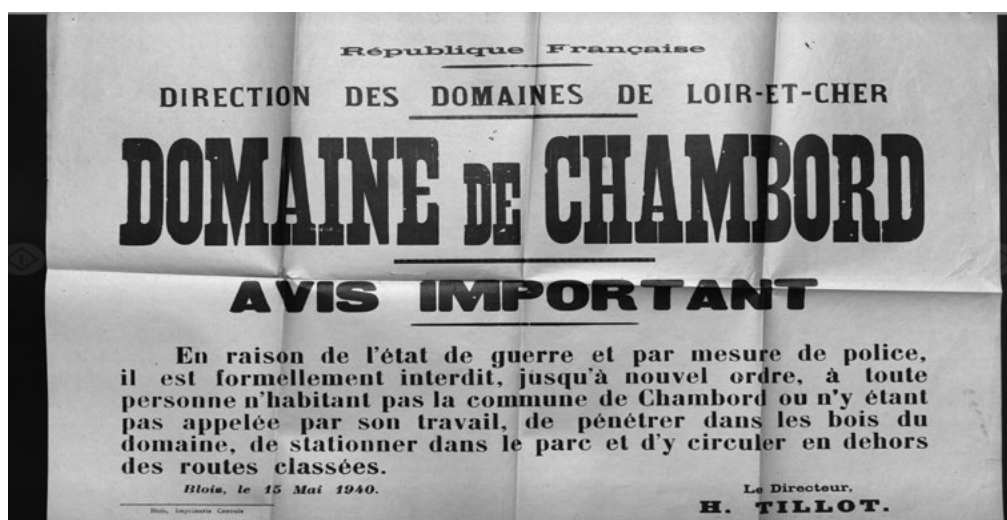 République Française
DIRECTION DES DOMAINES DE LOIR-ET-CHER
DOMAINE DE CHAMBORD
AVIS IMPORTANT
En raison de l'état de guerre et par mesure de police,
il est formellement interdit, jusqu'à nouvel ordre, à toute
personne n'habitant pas la commune de Chambord ou n'y étant
pas appelée par son travail, de pénétrer dans les bois du
domaine, de stationner dans le parc et d'y circuler en dehors
des routes classées.
Blois, le 15 Mai 1940.
Le Directeur,
H. TILLOT.
Blois, Imprimerie Centrale